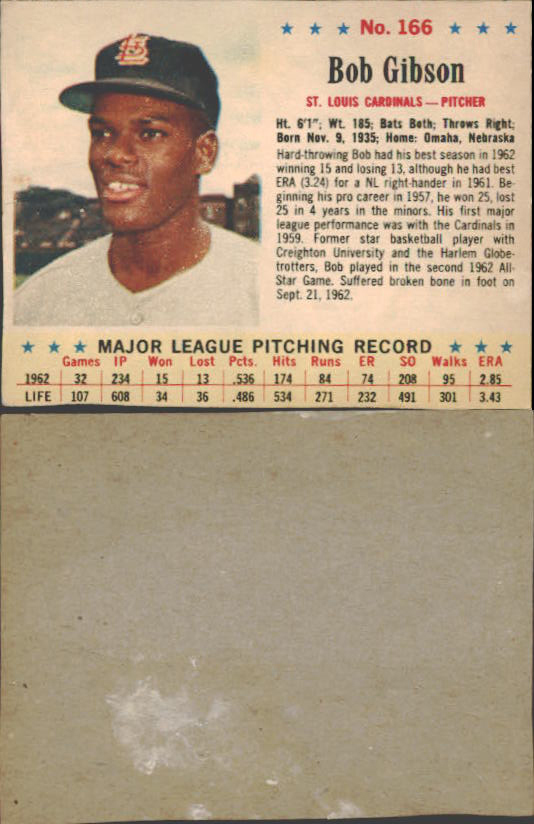 No. 166
Bob Gibson
ST. LOUIS CARDINALS — PITCHER
Ht. 6'1"; Wt. 185; Bats Both; Throws Right;
Born Nov. 9, 1935; Home: Omaha, Nebraska
Hard-throwing Bob had his best season in 1962
winning 15 and losing 13, although he had best
ERA (3.24) for a NL right-hander in 1961. Be-
ginning his pro career in 1957, he won 25, lost
25 in 4 years in the minors. His first major
league performance was with the Cardinals in
1959. Former star basketball player with
Creighton University and the Harlem Globe-
trotters, Bob played in the second 1962 All-
Star Game. Suffered broken bone in foot on
Sept. 21, 1962.
MAJOR LEAGUE PITCHING RECORD
Games IP Won Lost Pcts. Hits Runs ER SO Walks ERA
1962 32 234 15 13 .536 174 84 74 208 95 2.85
LIFE 107 608 34 36 .486 534 271 232 491 301 3.43